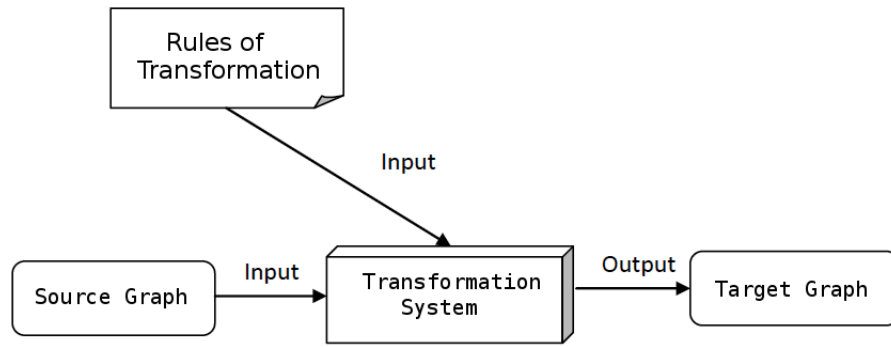 Rules of
Transformation
Input
Input
Transformation
System
Output
Source Graph
Target Graph